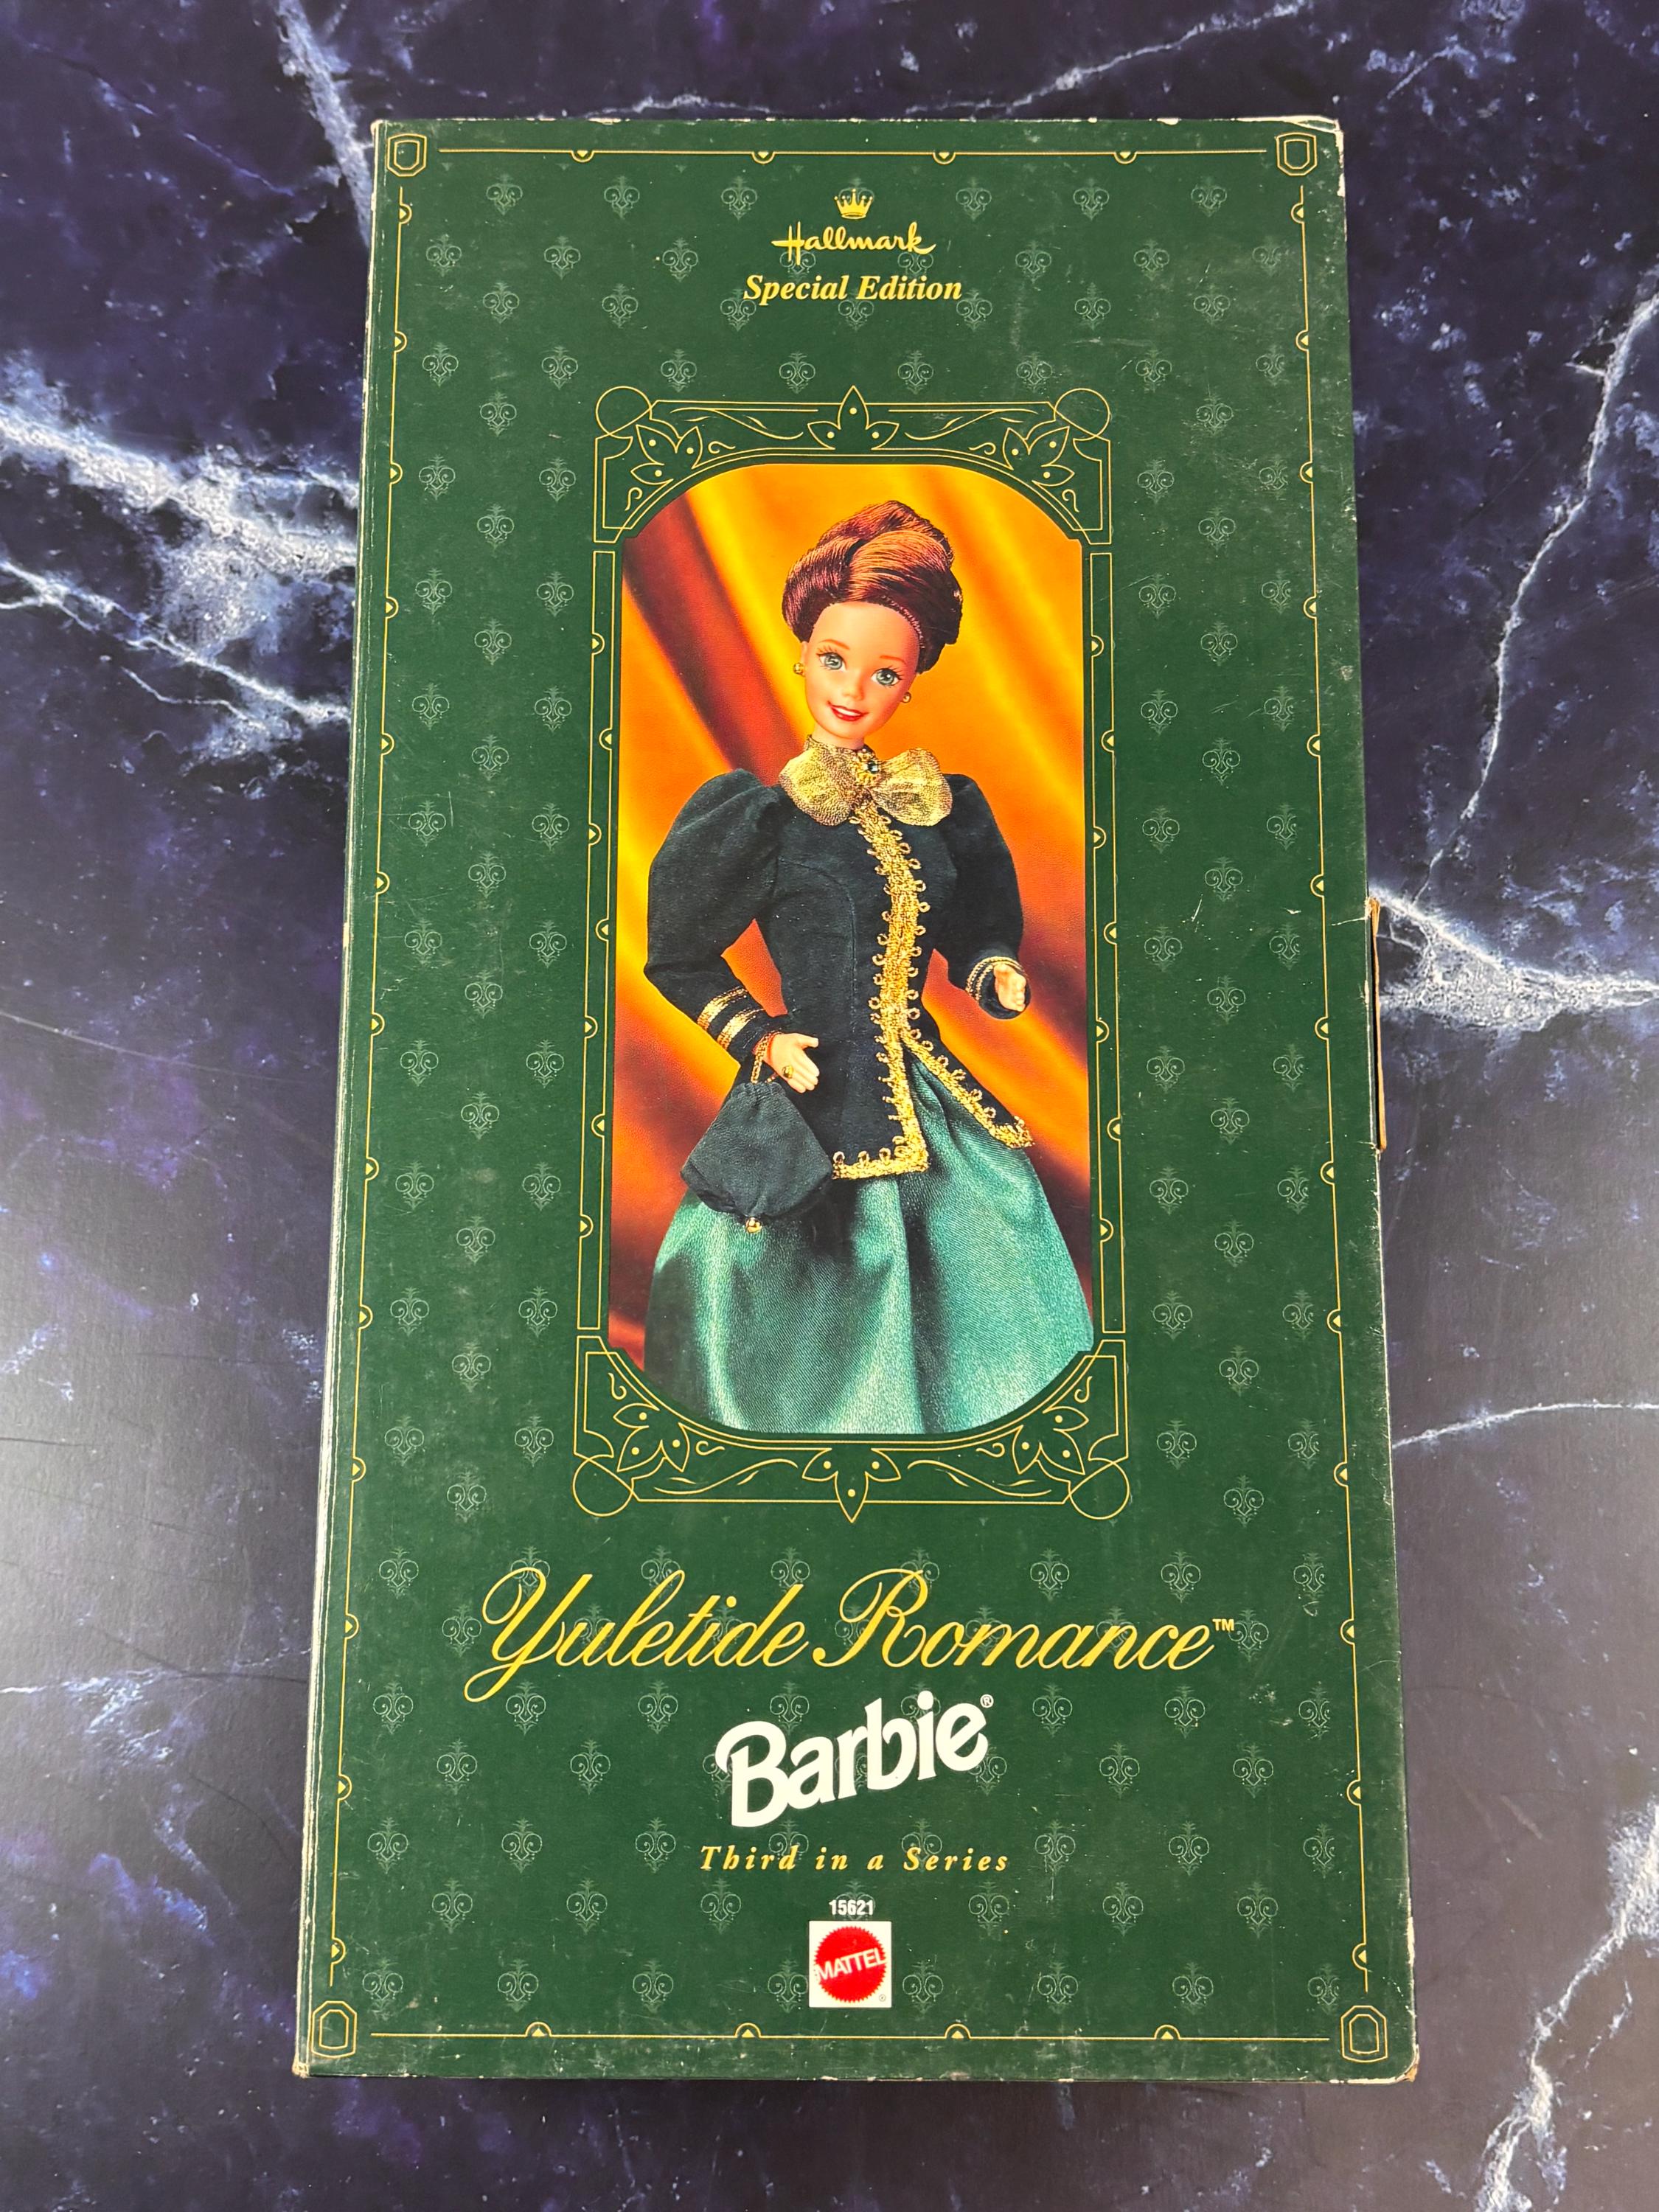 Hallmark
Special Edition
Yuletide Romance™
Barbie®
Third in a Series
15621
MATTEL
®